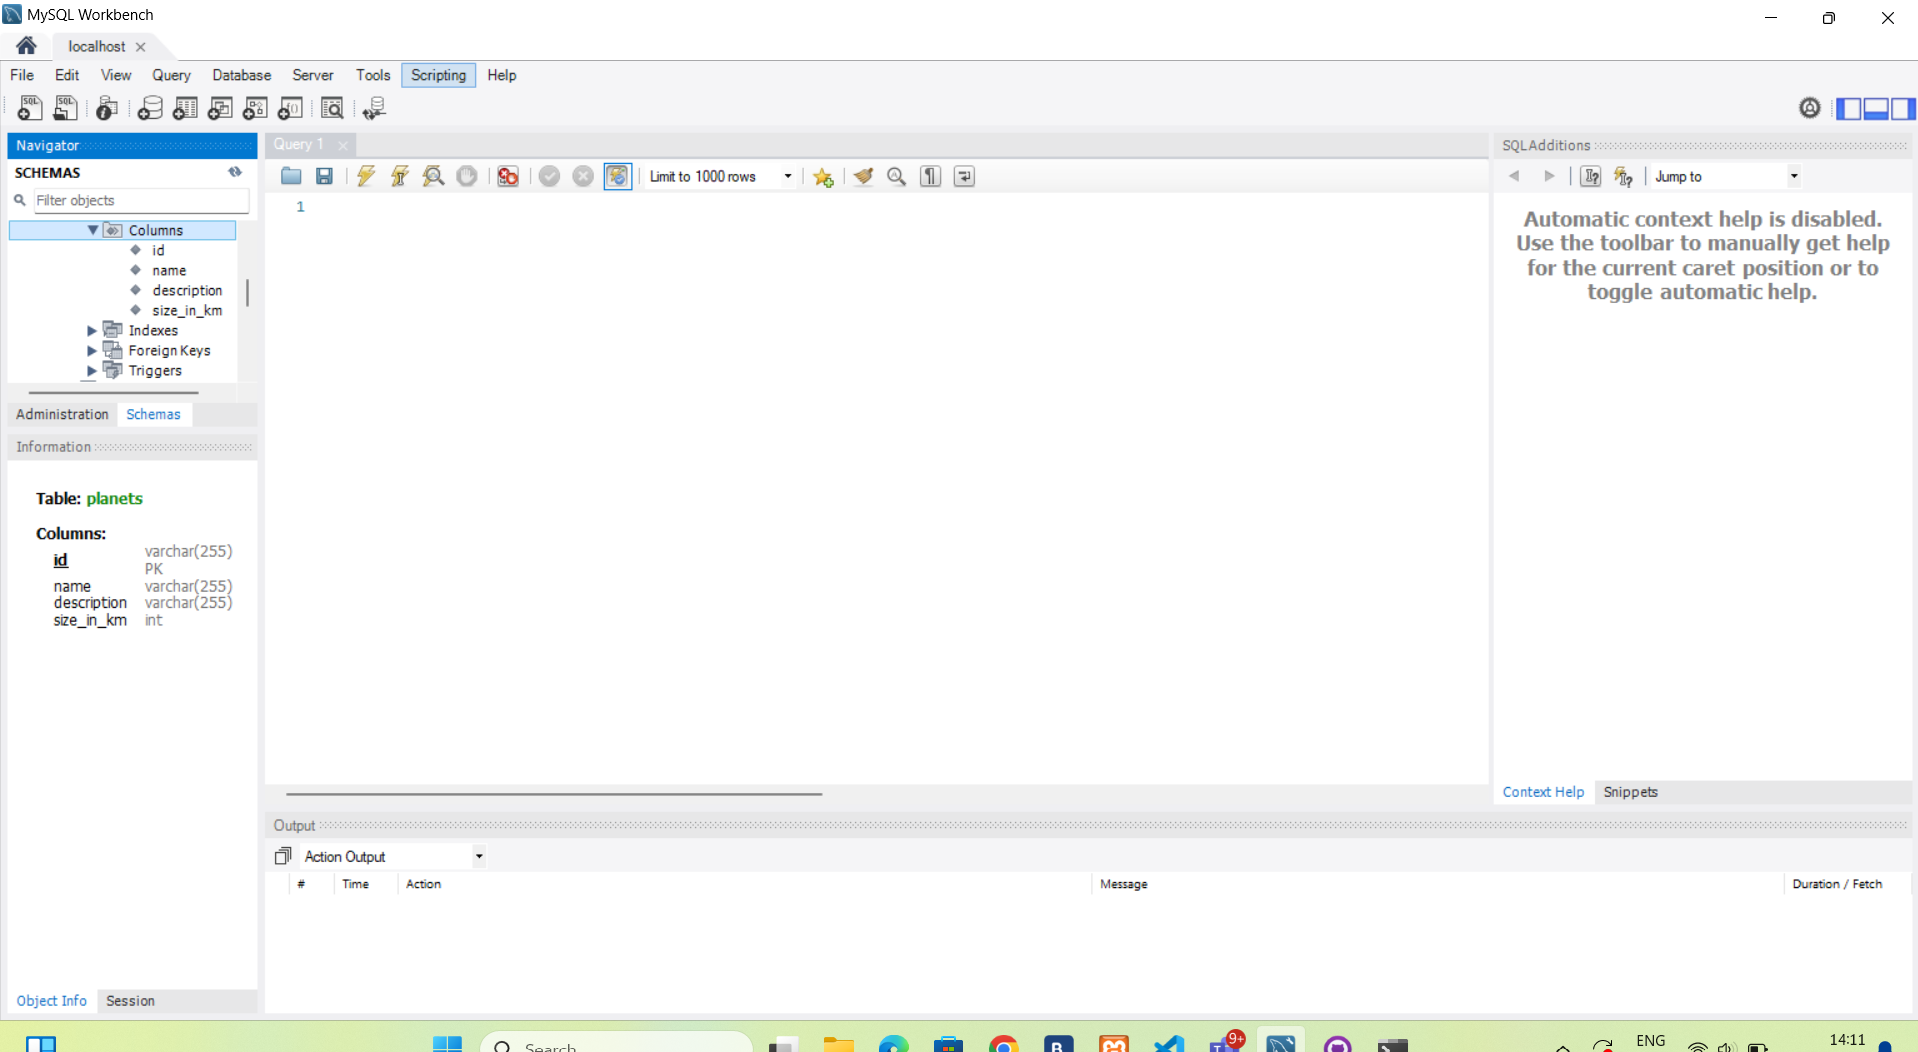 MySQL Workbench
localhost
File Edit View Query Database Server Tools Scripting Help
Navigator
SCHEMAS
Filter objects
Columns
id
name
description
size_in_km
Indexes
Foreign Keys
Triggers
Administration Schemas
Information
Table: planets
Columns:
id varchar(255) PK
name varchar(255)
description varchar(255)
size_in_km int
Object Info Session
Query 1
Limit to 1000 rows
1
SQLAdditions
Jump to
Automatic context help is disabled.
Use the toolbar to manually get help
for the current caret position or to
toggle automatic help.
Context Help Snippets
Output
Action Output
# Time Action Message Duration / Fetch
Search
9+
ENG
14:11